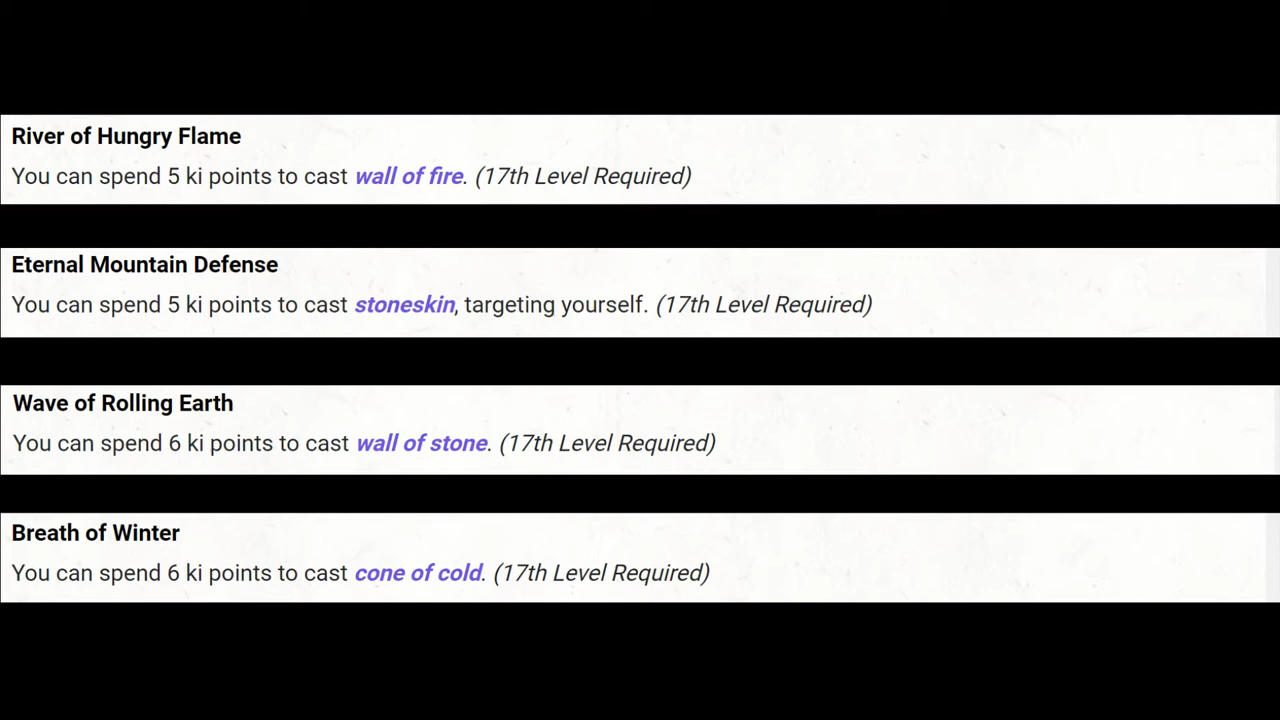 River of Hungry Flame
You can spend 5 ki points to cast wall of fire. (17th Level Required)
Eternal Mountain Defense
You can spend 5 ki points to cast stoneskin, targeting yourself. (17th Level Required)
Wave of Rolling Earth
You can spend 6 ki points to cast wall of stone. (17th Level Required)
Breath of Winter
You can spend 6 ki points to cast cone of cold. (17th Level Required)